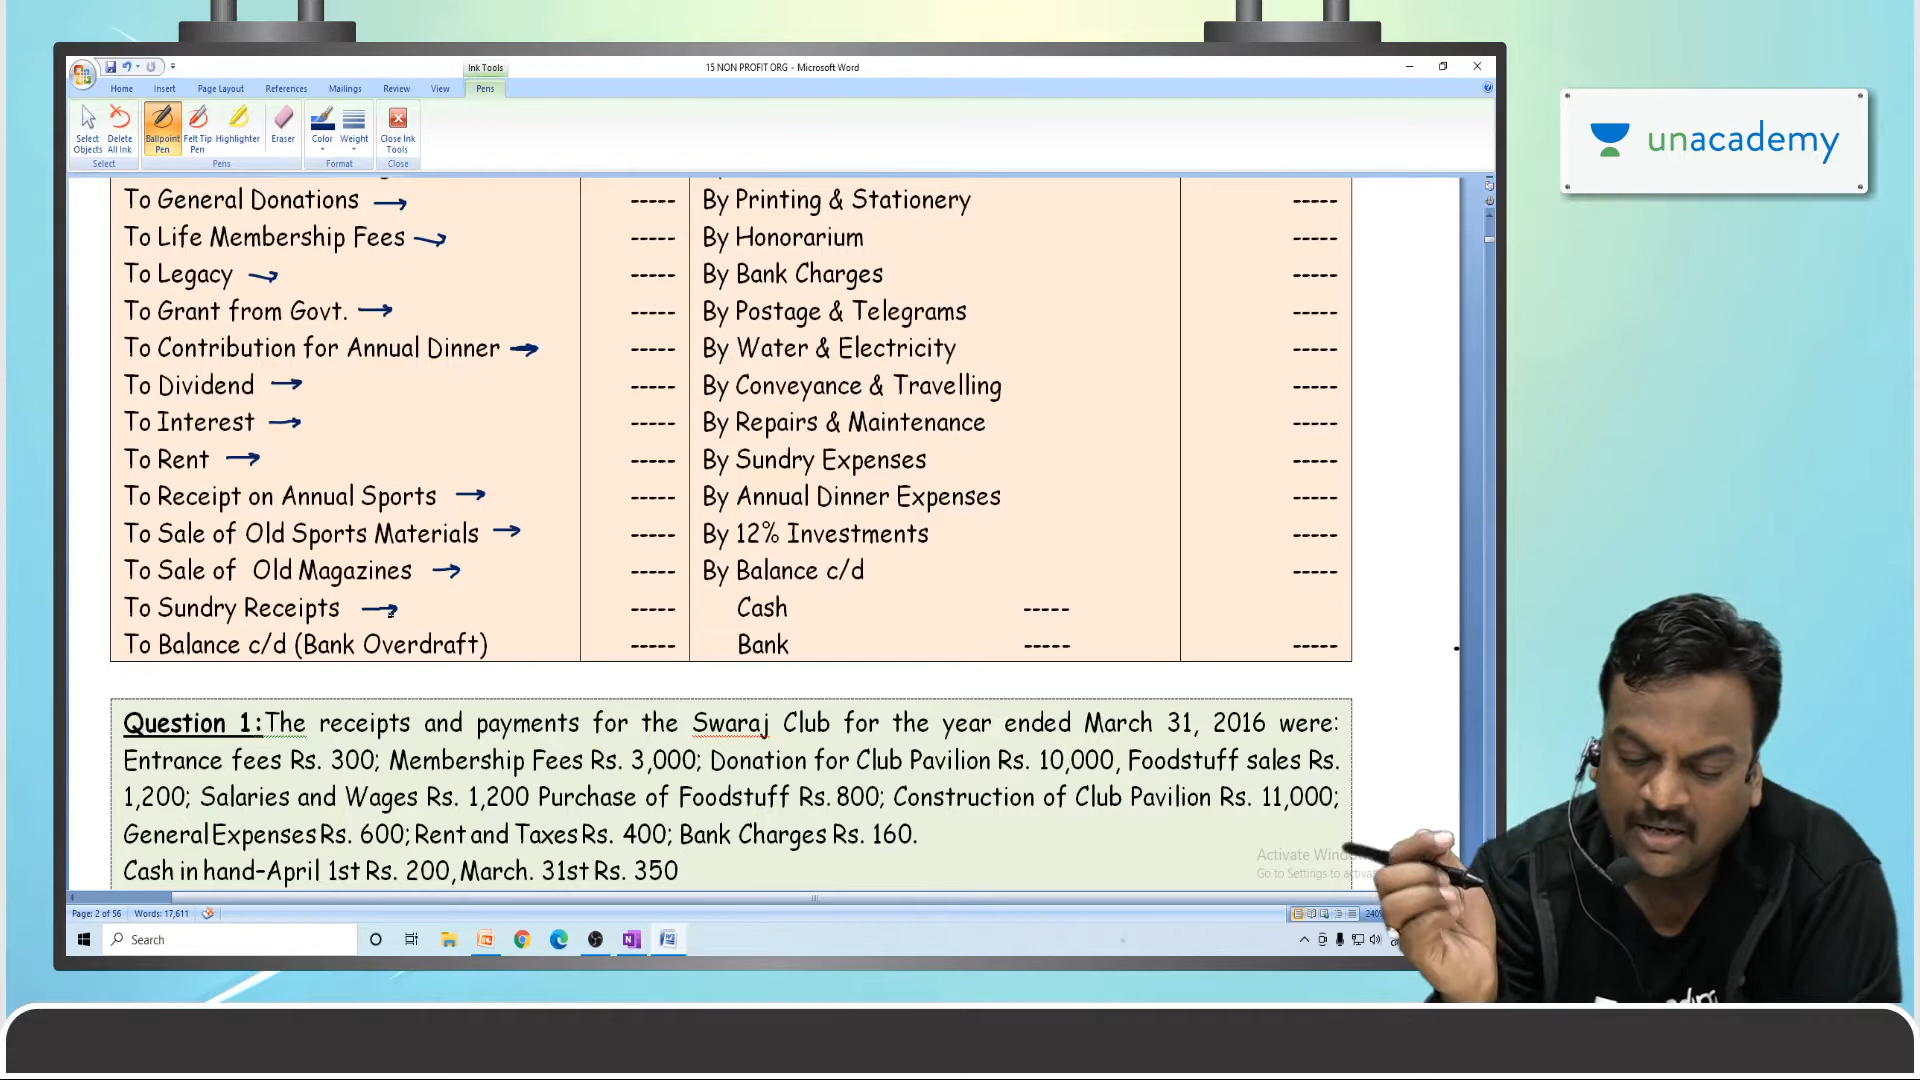 Ink Tools
15 NON PROFIT ORG - Microsoft Word
Home Insert Page Layout References Mailings Review View Pens
Select Objects
Delete All Ink
Ballpoint Pen
Felt Tip Pen
Highlighter
Eraser
Color
Weight
Close Ink Tools
Select Pens Format Close
unacademy
To General Donations ----- By Printing & Stationery -----
To Life Membership Fees ----- By Honorarium -----
To Legacy ----- By Bank Charges -----
To Grant from Govt. ----- By Postage & Telegrams -----
To Contribution for Annual Dinner ----- By Water & Electricity -----
To Dividend ----- By Conveyance & Travelling -----
To Interest ----- By Repairs & Maintenance -----
To Rent ----- By Sundry Expenses -----
To Receipt on Annual Sports ----- By Annual Dinner Expenses -----
To Sale of Old Sports Materials ----- By 12% Investments -----
To Sale of Old Magazines ----- By Balance c/d -----
To Sundry Receipts ----- Cash -----
To Balance c/d (Bank Overdraft) ----- Bank ----- -----
Question 1: The receipts and payments for the Swaraj Club for the year ended March 31, 2016 were:
Entrance fees Rs. 300; Membership Fees Rs. 3,000; Donation for Club Pavilion Rs. 10,000, Foodstuff sales Rs.
1,200; Salaries and Wages Rs. 1,200 Purchase of Foodstuff Rs. 800; Construction of Club Pavilion Rs. 11,000;
General Expenses Rs. 600; Rent and Taxes Rs. 400; Bank Charges Rs. 160.
Cash in hand–April 1st Rs. 200, March. 31st Rs. 350
Activate
Go to Settings to
Page: 2 of 56 Words: 17,611
Search